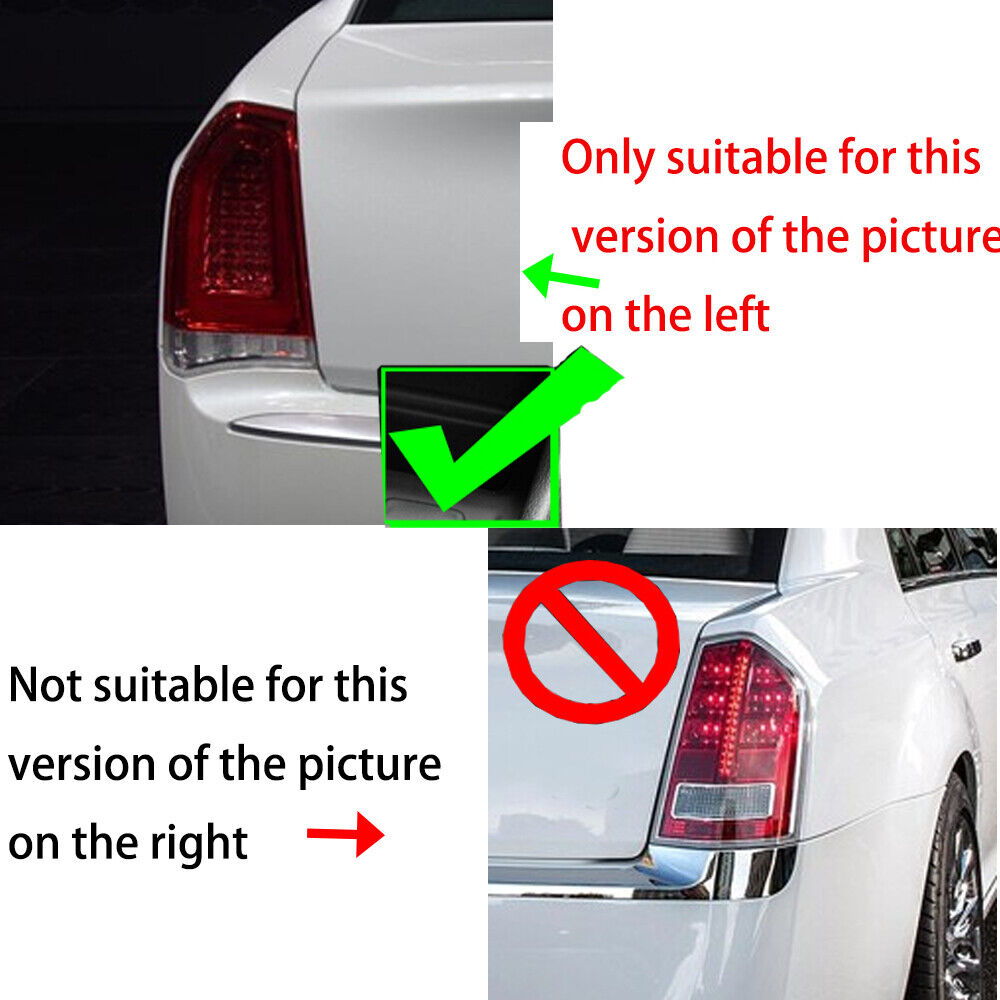 Only suitable for this
version of the picture
on the left
Not suitable for this
version of the picture
on the right